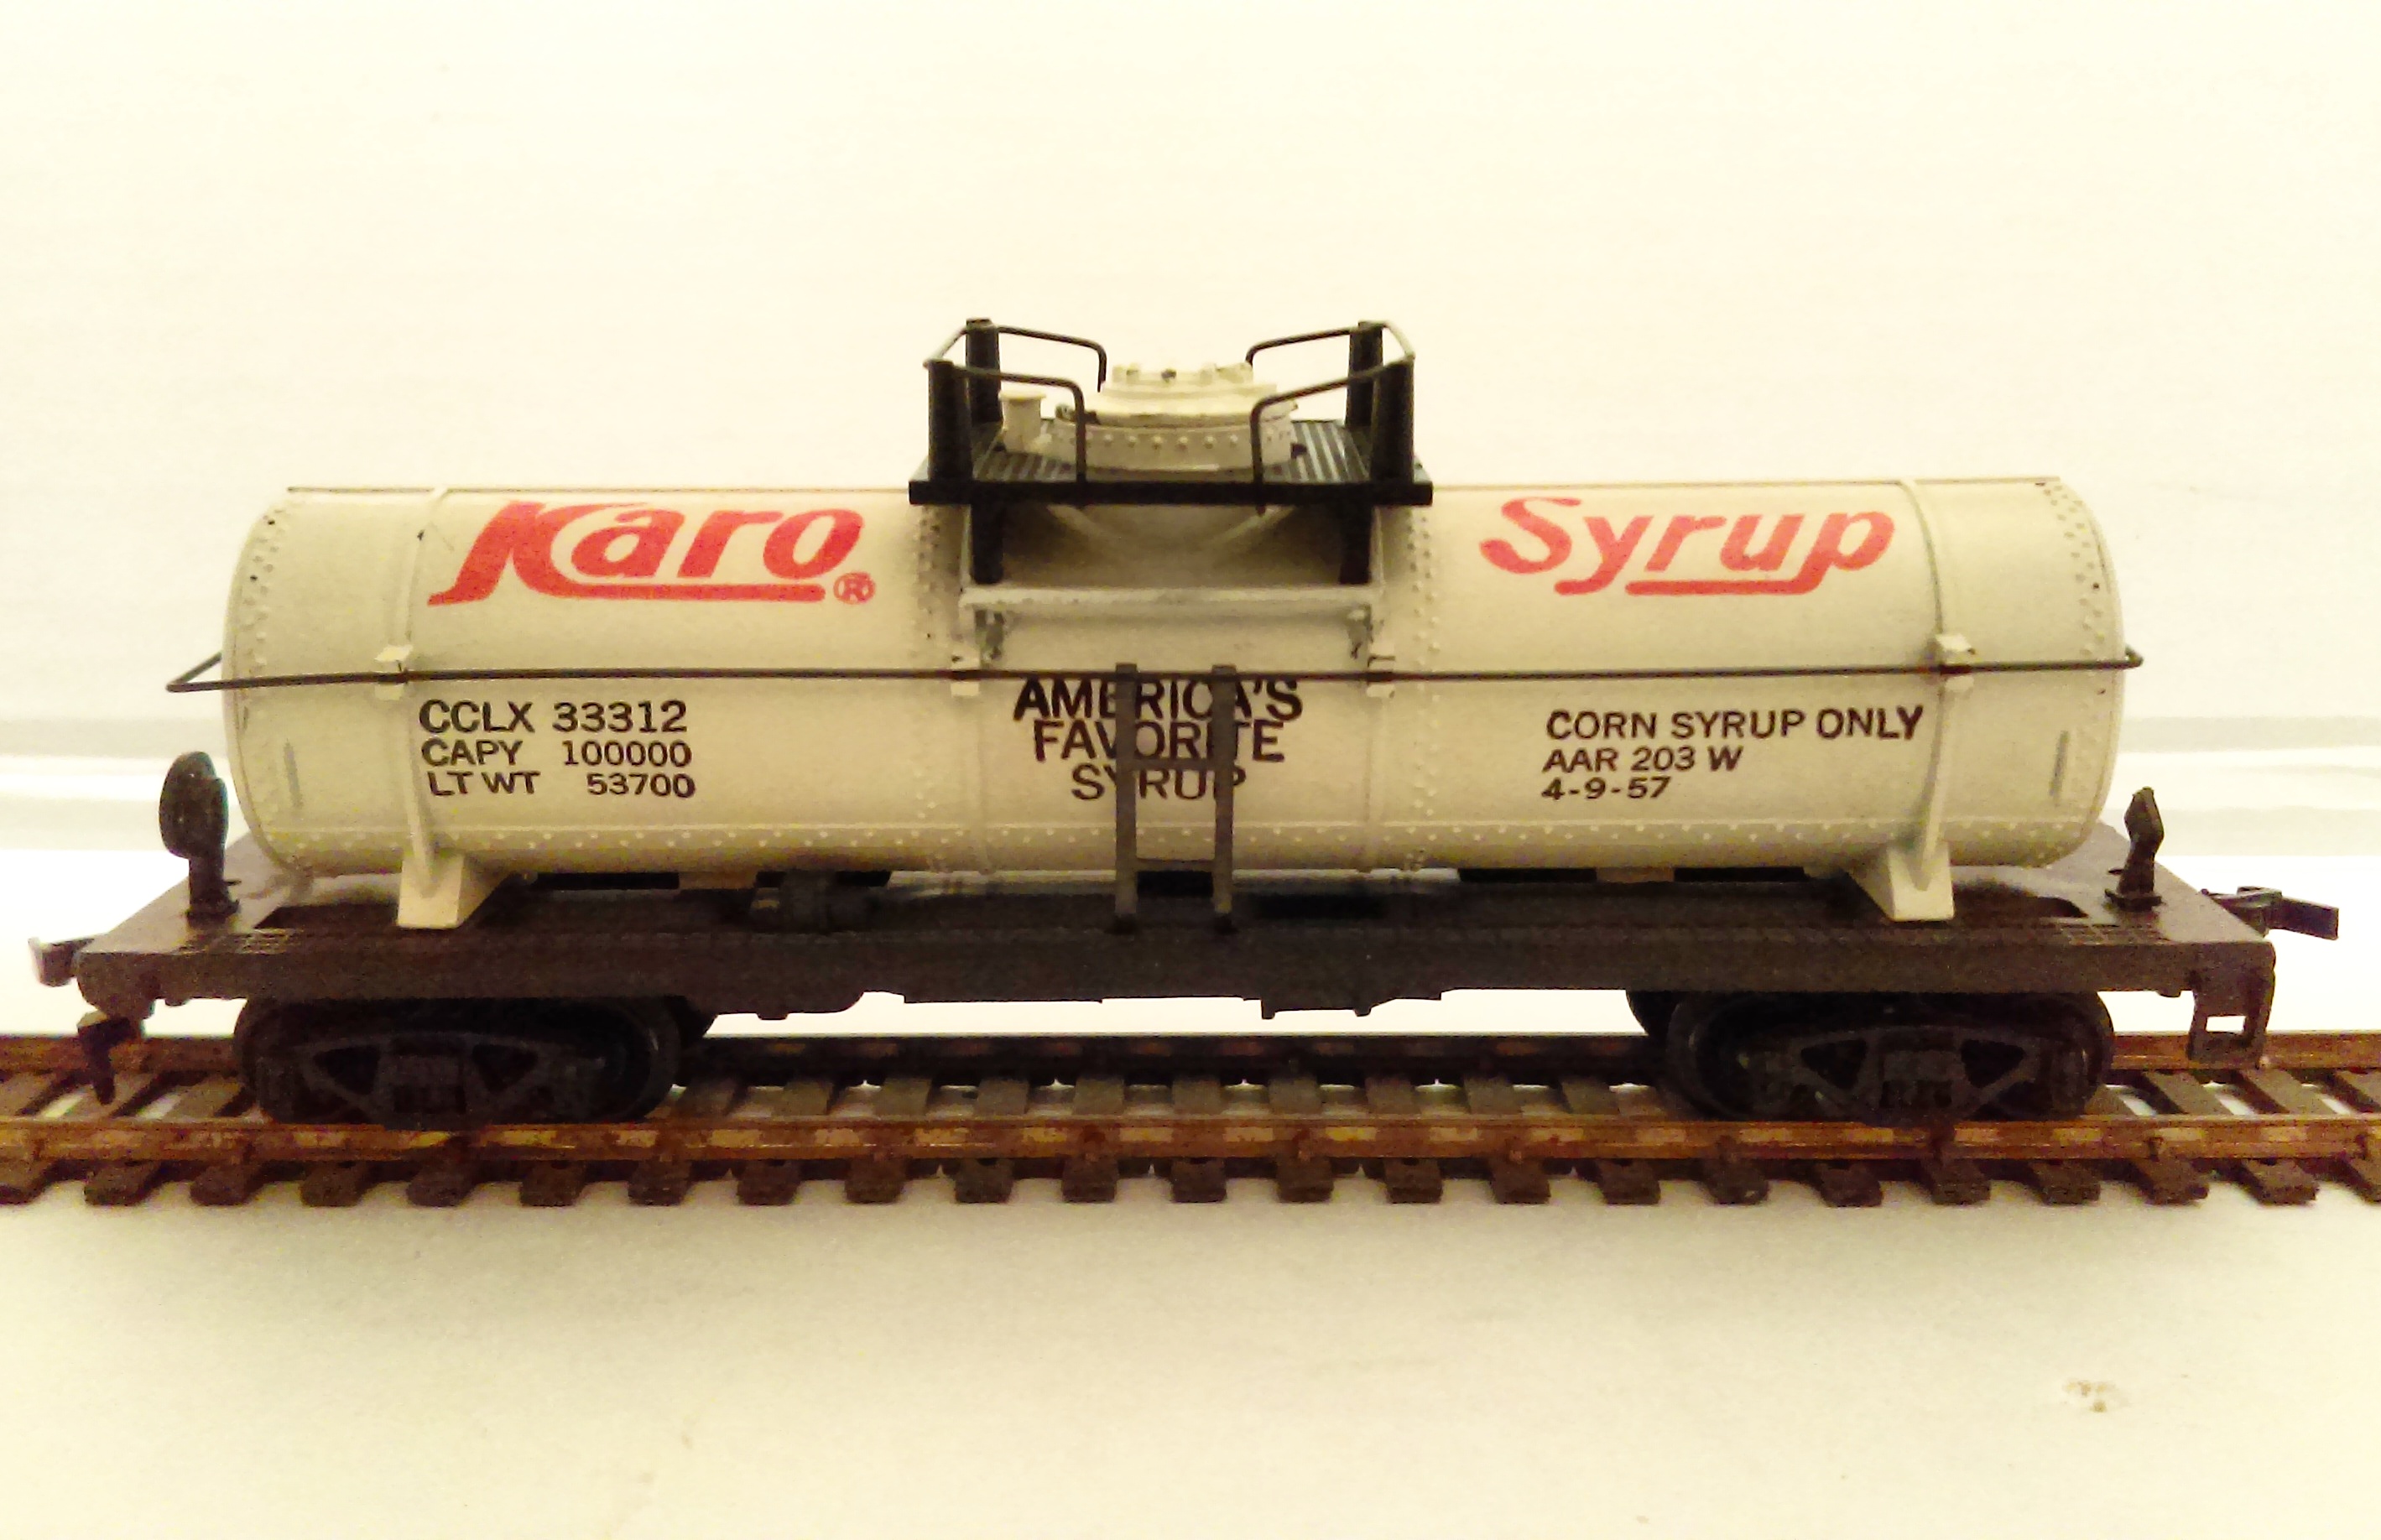 Karo®
Syrup
CCLX 33312
CAPY 100000
LT WT 53700
AMERICA'S
FAVORITE
SYRUP
CORN SYRUP ONLY
AAR 203 W
4-9-57